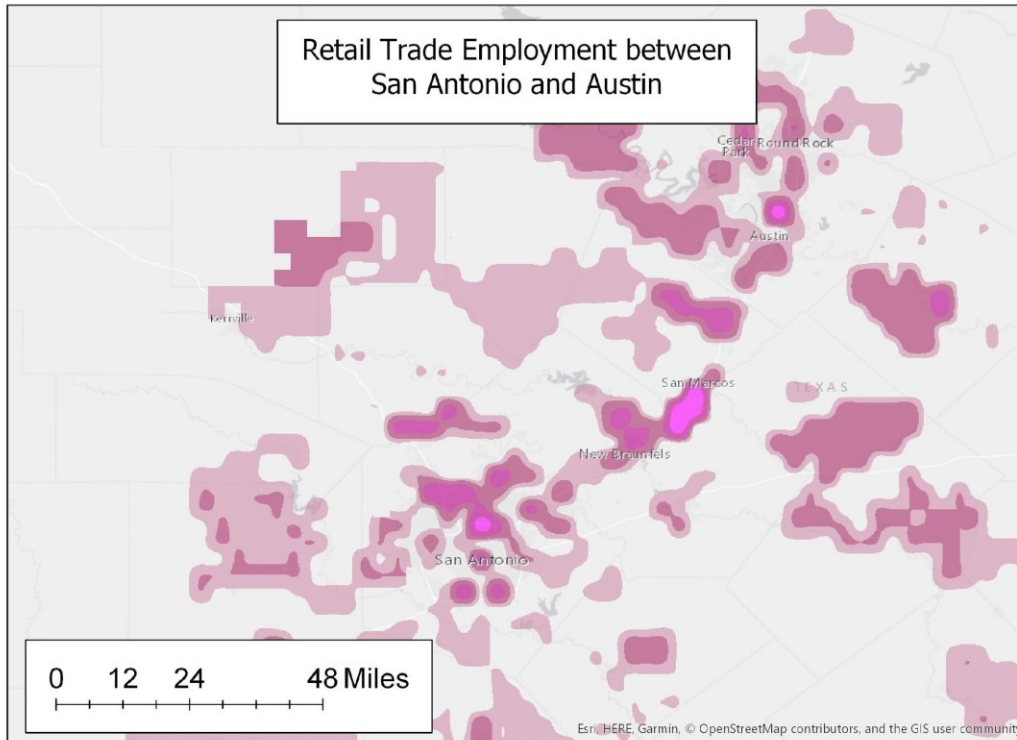 Retail Trade Employment between
San Antonio and Austin
Cedar
Park
Round Rock
Austin
Kerrville
San Marcos
TEXAS
New Braunfels
San Antonio
0 12 24 48 Miles
Esri, HERE, Garmin, © OpenStreetMap contributors, and the GIS user community